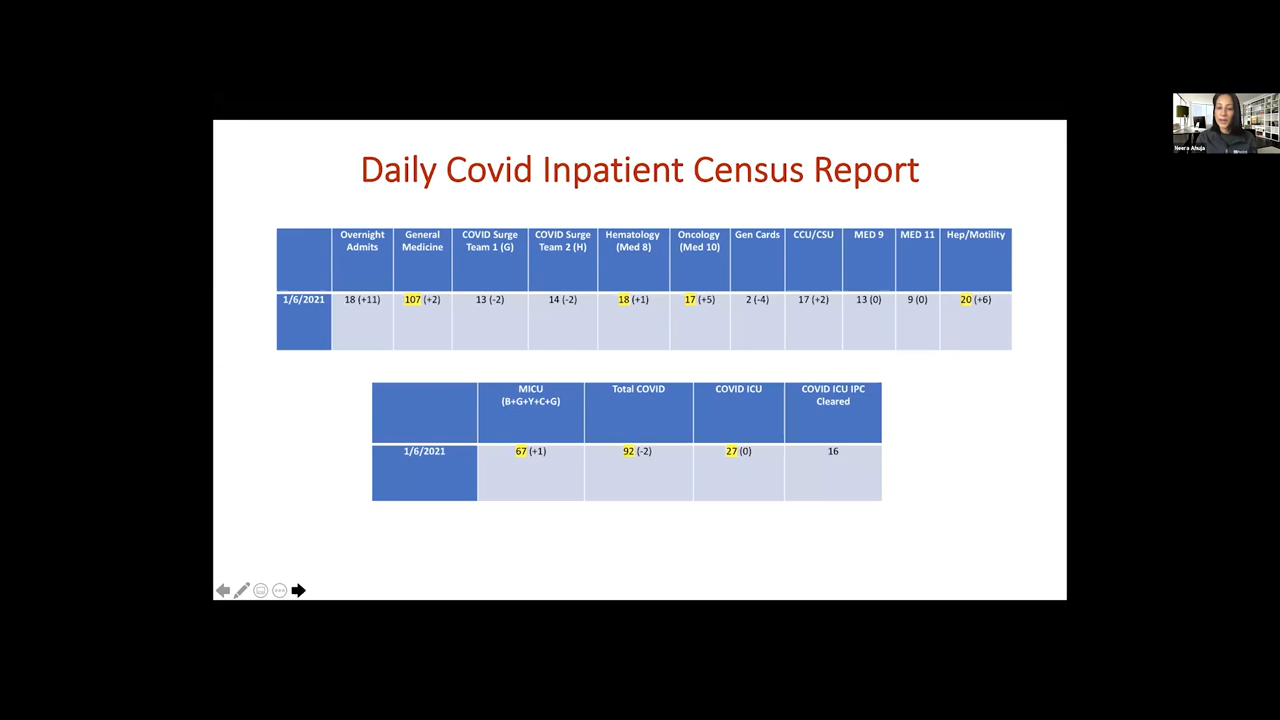 Daily Covid Inpatient Census Report
Neera Ahuja
Overnight Admits
General Medicine
COVID Surge Team 1 (G)
COVID Surge Team 2 (H)
Hematology (Med 8)
Oncology (Med 10)
Gen Cards
CCU/CSU
MED 9
MED 11
Hep/Motility
1/6/2021
18 (+11)
107 (+2)
13 (-2)
14 (-2)
18 (+1)
17 (+5)
2 (-4)
17 (+2)
13 (0)
9 (0)
20 (+6)
MICU (B+G+Y+C+G)
Total COVID
COVID ICU
COVID ICU IPC Cleared
1/6/2021
67 (+1)
92 (-2)
27 (0)
16